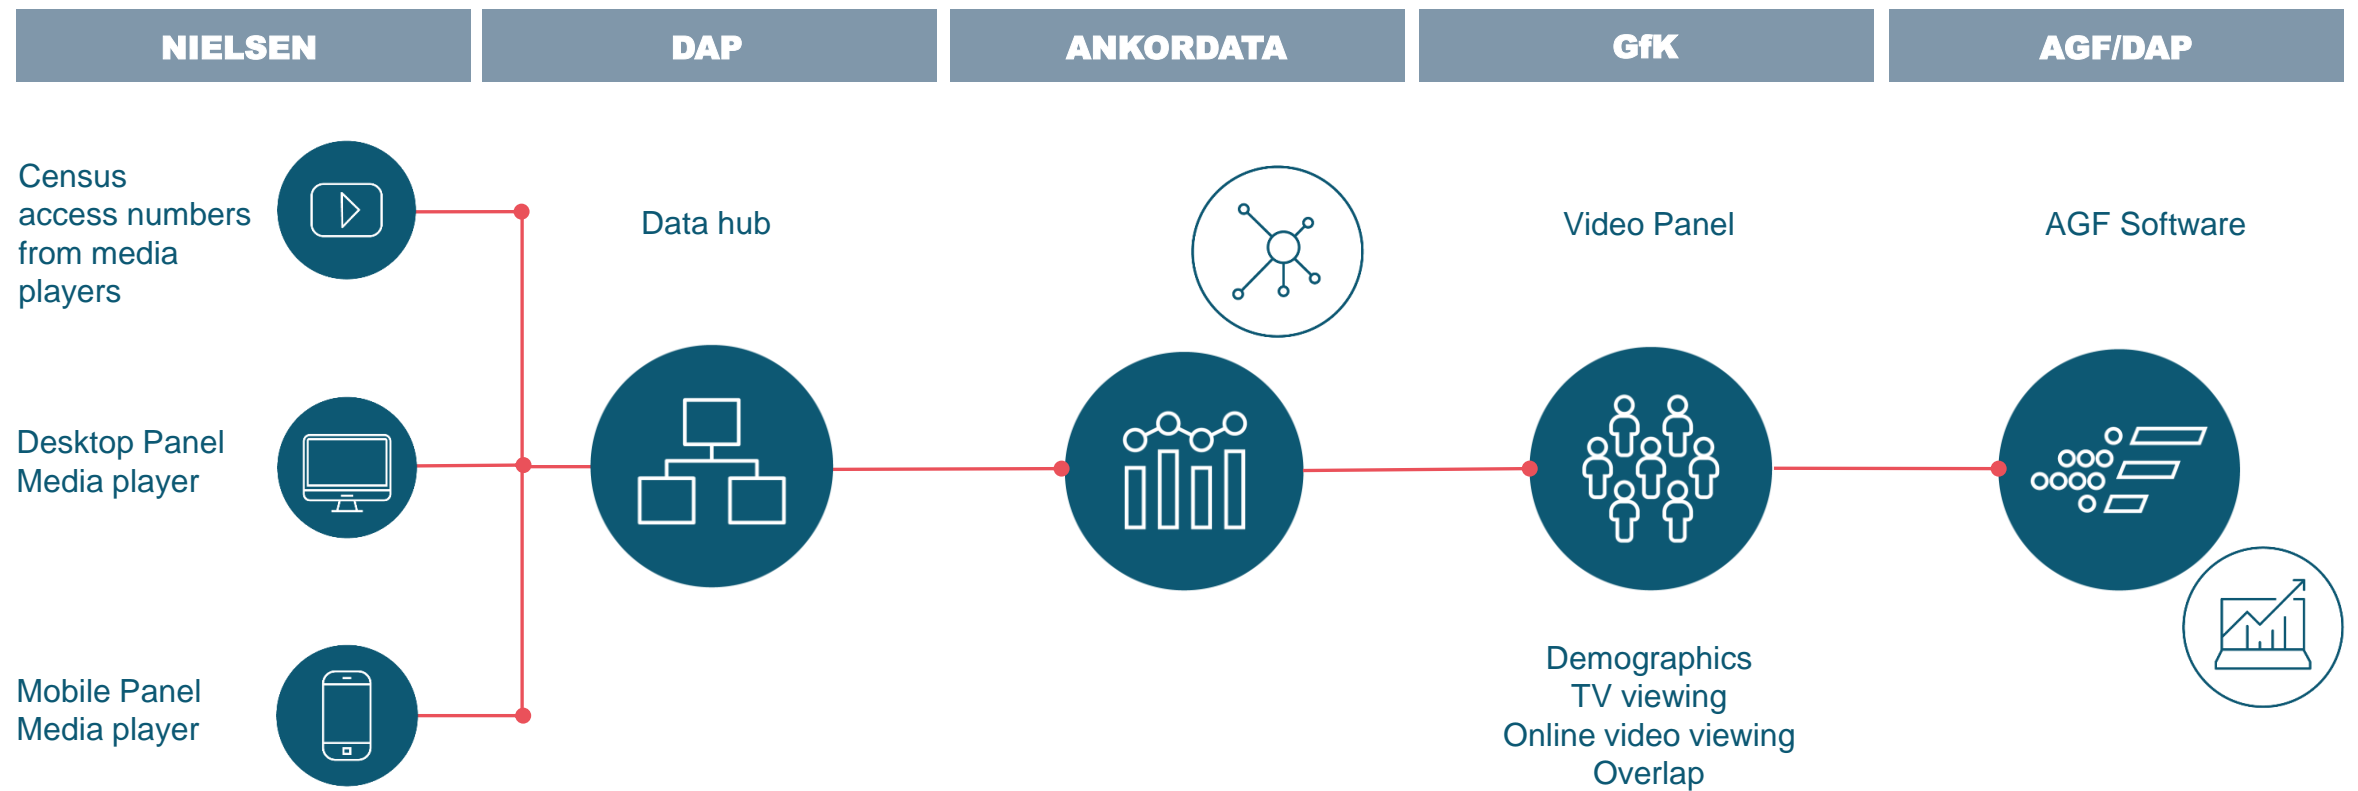 NIELSEN
DAP
ANKORDATA
GfK
AGF/DAP
Census
access numbers
from media
players
Desktop Panel
Media player
Mobile Panel
Media player
Data hub
Video Panel
Demographics
TV viewing
Online video viewing
Overlap
AGF Software